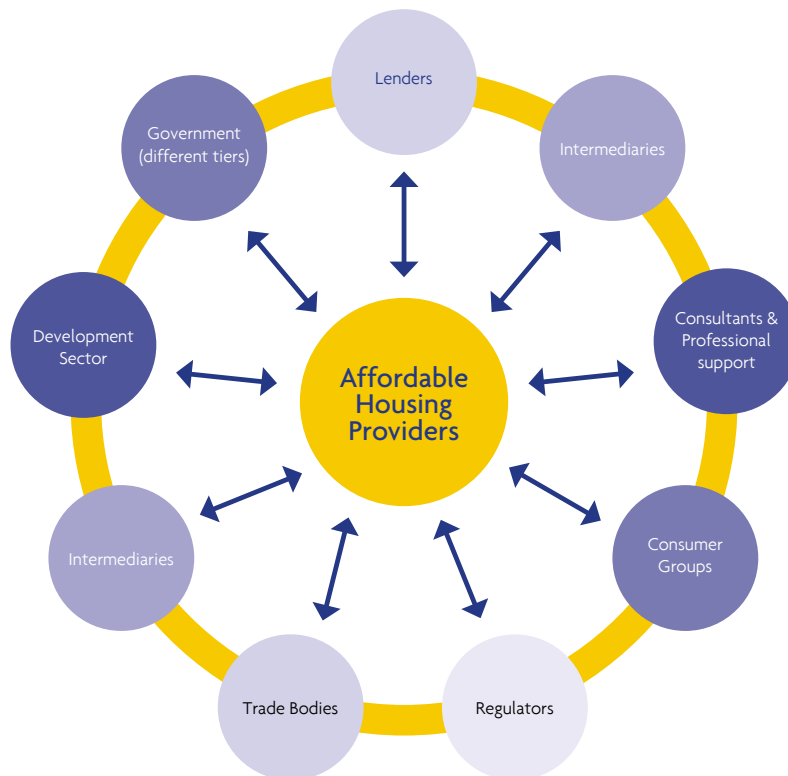 Lenders
Intermediaries
Consultants &
Professional
support
Consumer
Groups
Regulators
Trade Bodies
Intermediaries
Development
Sector
Government
(different tiers)
Affordable
Housing
Providers